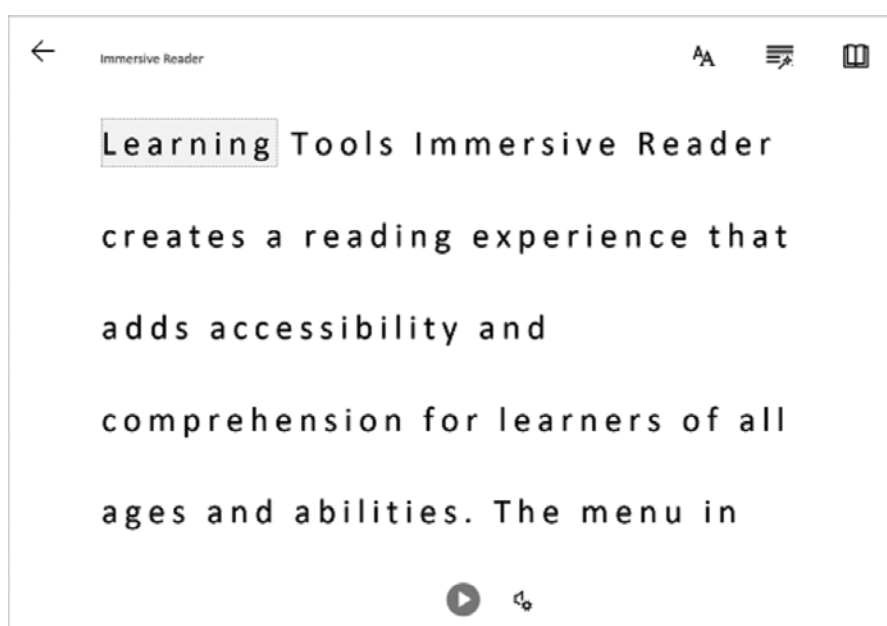 Immersive Reader
Learning Tools Immersive Reader
creates a reading experience that
adds accessibility and
comprehension for learners of all
ages and abilities. The menu in